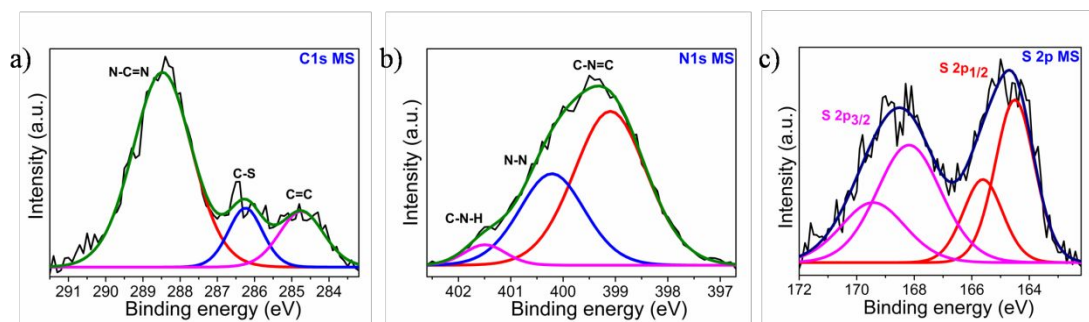 a)
C1s MS
N-C=N
C-S
C=C
Intensity (a.u.)
291 290 289 288 287 286 285 284
Binding energy (eV)
b)
N1s MS
C-N=C
N-N
C-N-H
Intensity (a.u.)
402 401 400 399 398 397
Binding energy (eV)
c)
S 2p MS
S 2p1/2
S 2p3/2
Intensity (a.u.)
172 170 168 166 164
Binding energy (eV)